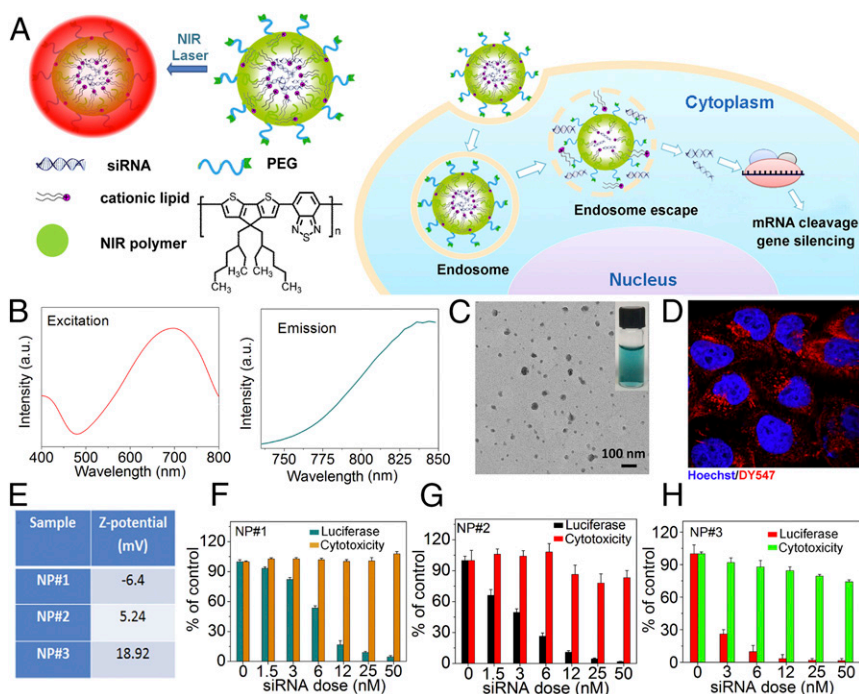 A
NIR
Laser
siRNA
PEG
cationic lipid
NIR polymer
S
S
N
S
N
n
CH₃
CH₃
CH₃
CH₃
Cytoplasm
Endosome escape
Endosome
mRNA cleavage
gene silencing
Nucleus
B
Excitation
Intensity (a.u.)
400 500 600 700 800
Wavelength (nm)
Emission
Intensity (a.u.)
750 775 800 825 850
Wavelength (nm)
C
100 nm
D
Hoechst/DY547
E
Sample Z-potential
(mV)
NP#1 -6.4
NP#2 5.24
NP#3 18.92
F
NP#1
Luciferase
Cytotoxicity
% of control
120
90
60
30
0
0 1.5 3 6 12 25 50
siRNA dose (nM)
G
NP#2
Luciferase
Cytotoxicity
% of control
120
90
60
30
0
0 1.5 3 6 12 25 50
siRNA dose (nM)
H
NP#3
Luciferase
Cytotoxicity
% of control
120
90
60
30
0
0 3 6 12 25 50
siRNA dose (nM)